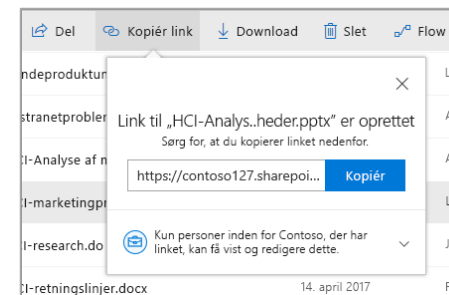 Del Kopiér link Download Slet Flow
ndeproduktur
stranetprobler
Link til „HCI-Analys..heder.pptx” er oprettet
Sørg for, at du kopierer linket nedenfor.
I-Analyse af n
https://contoso127.sharepoi... Kopiér
I-marketingpr
Kun personer inden for Contoso, der har
linket, kan få vist og redigere dette.
I-research.do
I-retningslinjer.docx 14. april 2017